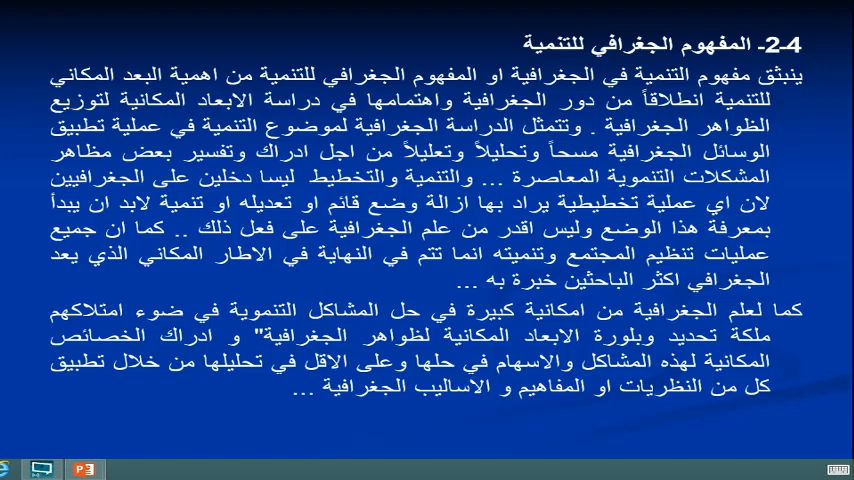 2-4- المفهوم الجغرافي للتنمية
ينبثق مفهوم التنمية في الجغرافية او المفهوم الجغرافي للتنمية من اهمية البعد المكاني
للتنمية انطلاقاً من دور الجغرافية واهتمامها في دراسة الابعاد المكانية لتوزيع
الظواهر الجغرافية . وتتمثل الدراسة الجغرافية لموضوع التنمية في عملية تطبيق
الوسائل الجغرافية مسحاً وتحليلاً وتعليلاً من اجل ادراك وتفسير بعض مظاهر
المشكلات التنموية المعاصرة ... والتنمية والتخطيط ليسا دخلين على الجغرافيين
لان اي عملية تخطيطية يراد بها ازالة وضع قائم او تعديله او تنمية لابد ان يبدأ
بمعرفة هذا الوضع وليس اقدر من علم الجغرافية على فعل ذلك .. كما ان جميع
عمليات تنظيم المجتمع وتنميته انما تتم في النهاية في الاطار المكاني الذي يعد
الجغرافي اكثر الباحثين خبرة به ...
كما لعلم الجغرافية من امكانية كبيرة في حل المشاكل التنموية في ضوء امتلاكهم
ملكة تحديد وبلورة الابعاد المكانية لظواهر الجغرافية" و ادراك الخصائص
المكانية لهذه المشاكل والاسهام في حلها وعلى الاقل في تحليلها من خلال تطبيق
كل من النظريات او المفاهيم و الاساليب الجغرافية ...